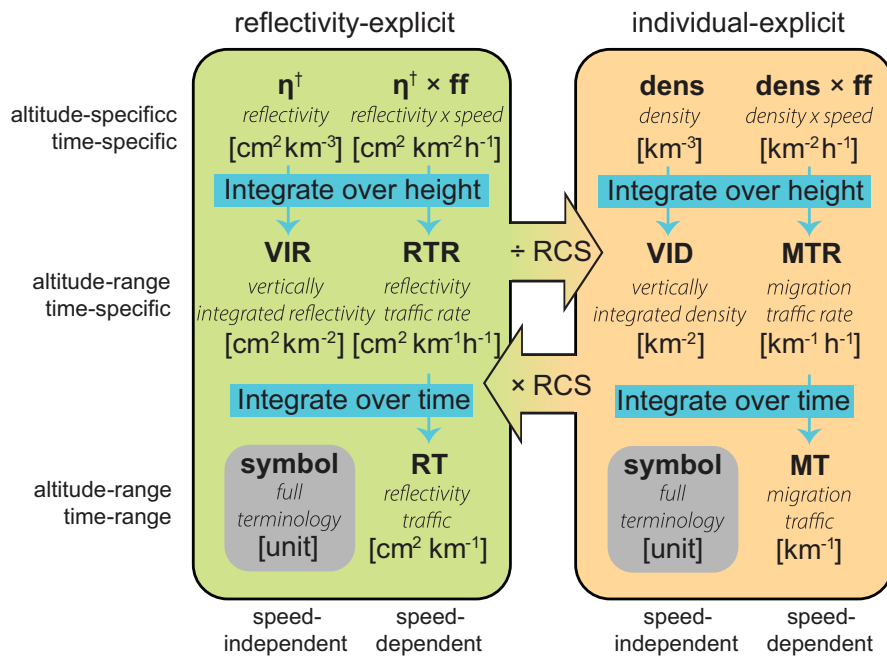 reflectivity-explicit
individual-explicit
altitude-specificc
time-specific
η† 
reflectivity
[cm² km⁻³]
η† × ff
reflectivity x speed
[cm² km⁻² h⁻¹]
dens
density
[km⁻³]
dens × ff
density x speed
[km⁻² h⁻¹]
Integrate over height
Integrate over height
÷ RCS
altitude-range
time-specific
VIR
vertically
integrated reflectivity
[cm² km⁻²]
RTR
reflectivity
traffic rate
[cm² km⁻¹h⁻¹]
VID
vertically
integrated density
[km⁻²]
MTR
migration
traffic rate
[km⁻¹ h⁻¹]
× RCS
Integrate over time
Integrate over time
altitude-range
time-range
symbol
full
terminology
[unit]
RT
reflectivity
traffic
[cm² km⁻¹]
symbol
full
terminology
[unit]
MT
migration
traffic
[km⁻¹]
speed-
independent
speed-
dependent
speed-
independent
speed-
dependent